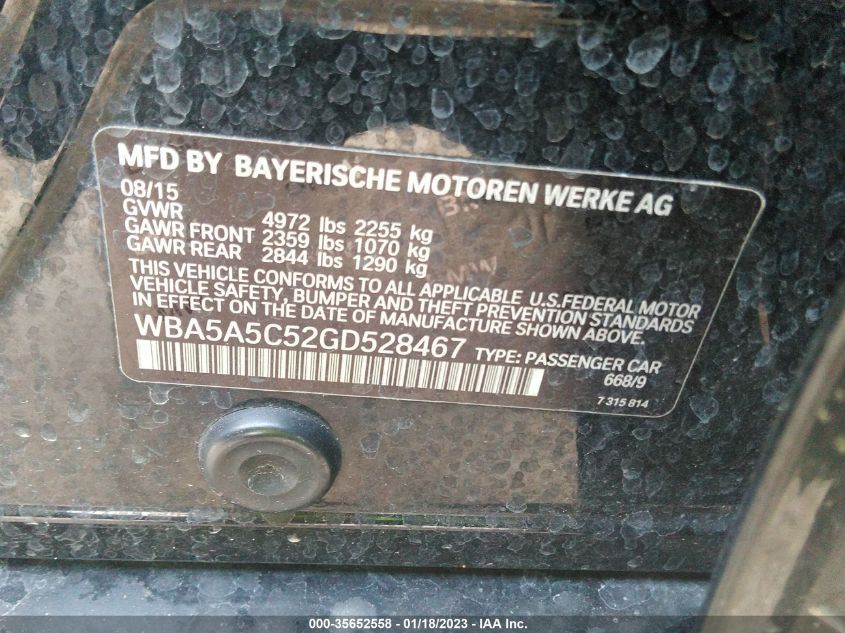 MFD BY BAYERISCHE MOTOREN WERKE AG
08/15
GVWR 4972 lbs 2255 kg
GAWR FRONT 2359 lbs 1070 kg
GAWR REAR 2844 lbs 1290 kg
THIS VEHICLE CONFORMS TO ALL APPLICABLE U.S.FEDERAL MOTOR
VEHICLE SAFETY, BUMPER AND THEFT PREVENTION STANDARDS
IN EFFECT ON THE DATE OF MANUFACTURE SHOWN ABOVE.
WBA5A5C52GD528467 TYPE: PASSENGER CAR
668/9
7 315 814
000-35652558 - 01/18/2023 - IAA Inc.